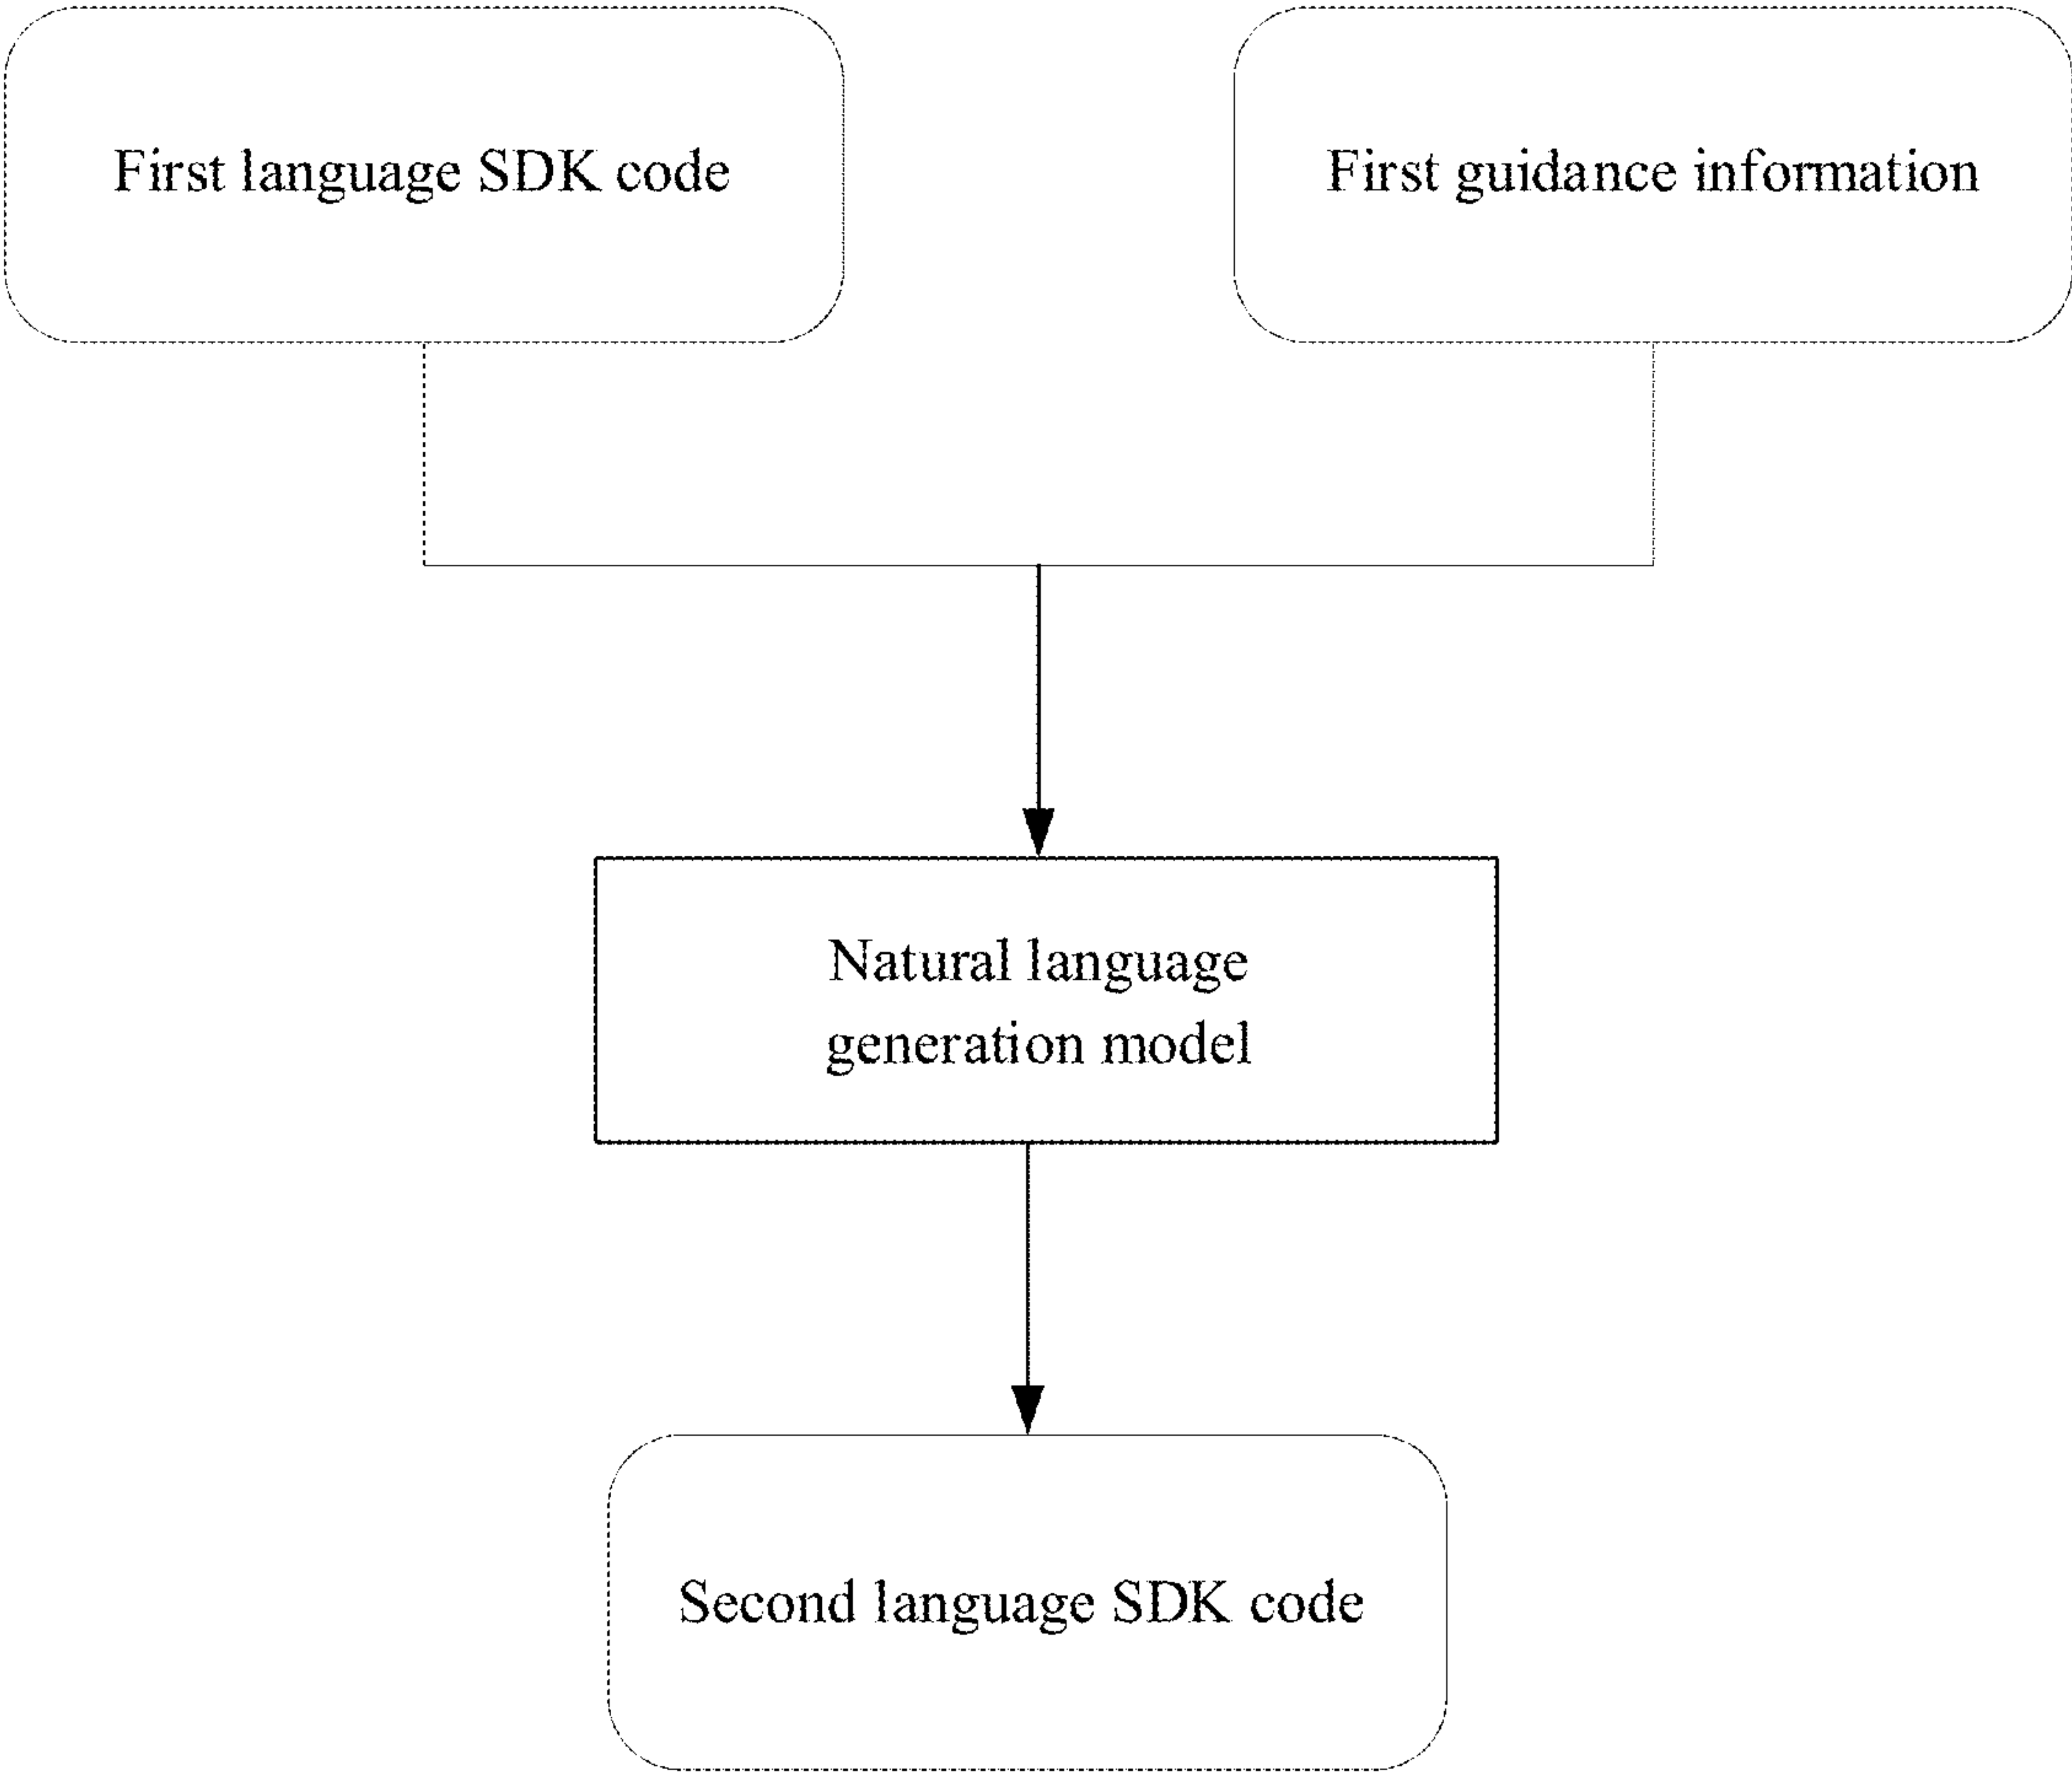 First language SDK code
First guidance information
Natural language
generation model
Second language SDK code